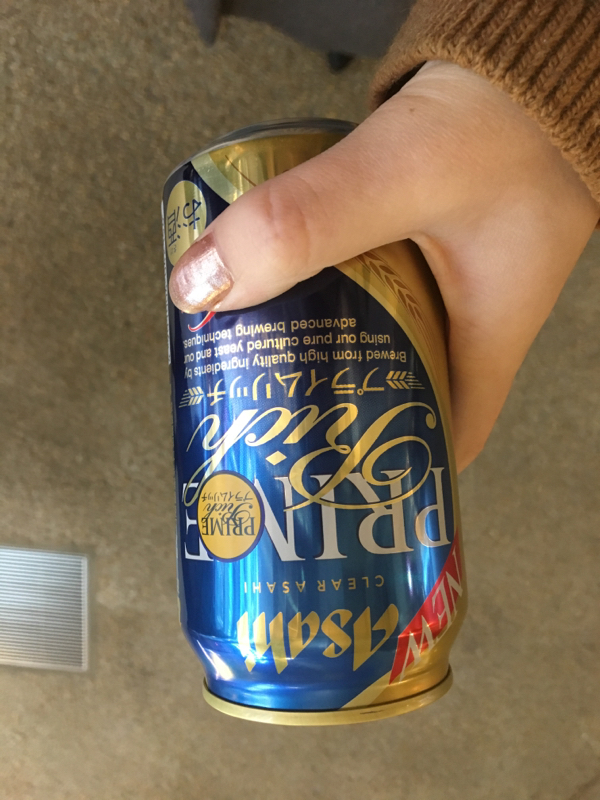 NEW
Asahi
CLEAR ASAHI
PRIME
Rich
PRIME
Rich
プライムリッチ
プライムリッチ
Brewed from high quality ingredients by
using our pure cultured yeast and our
advanced brewing techniques.
お酒